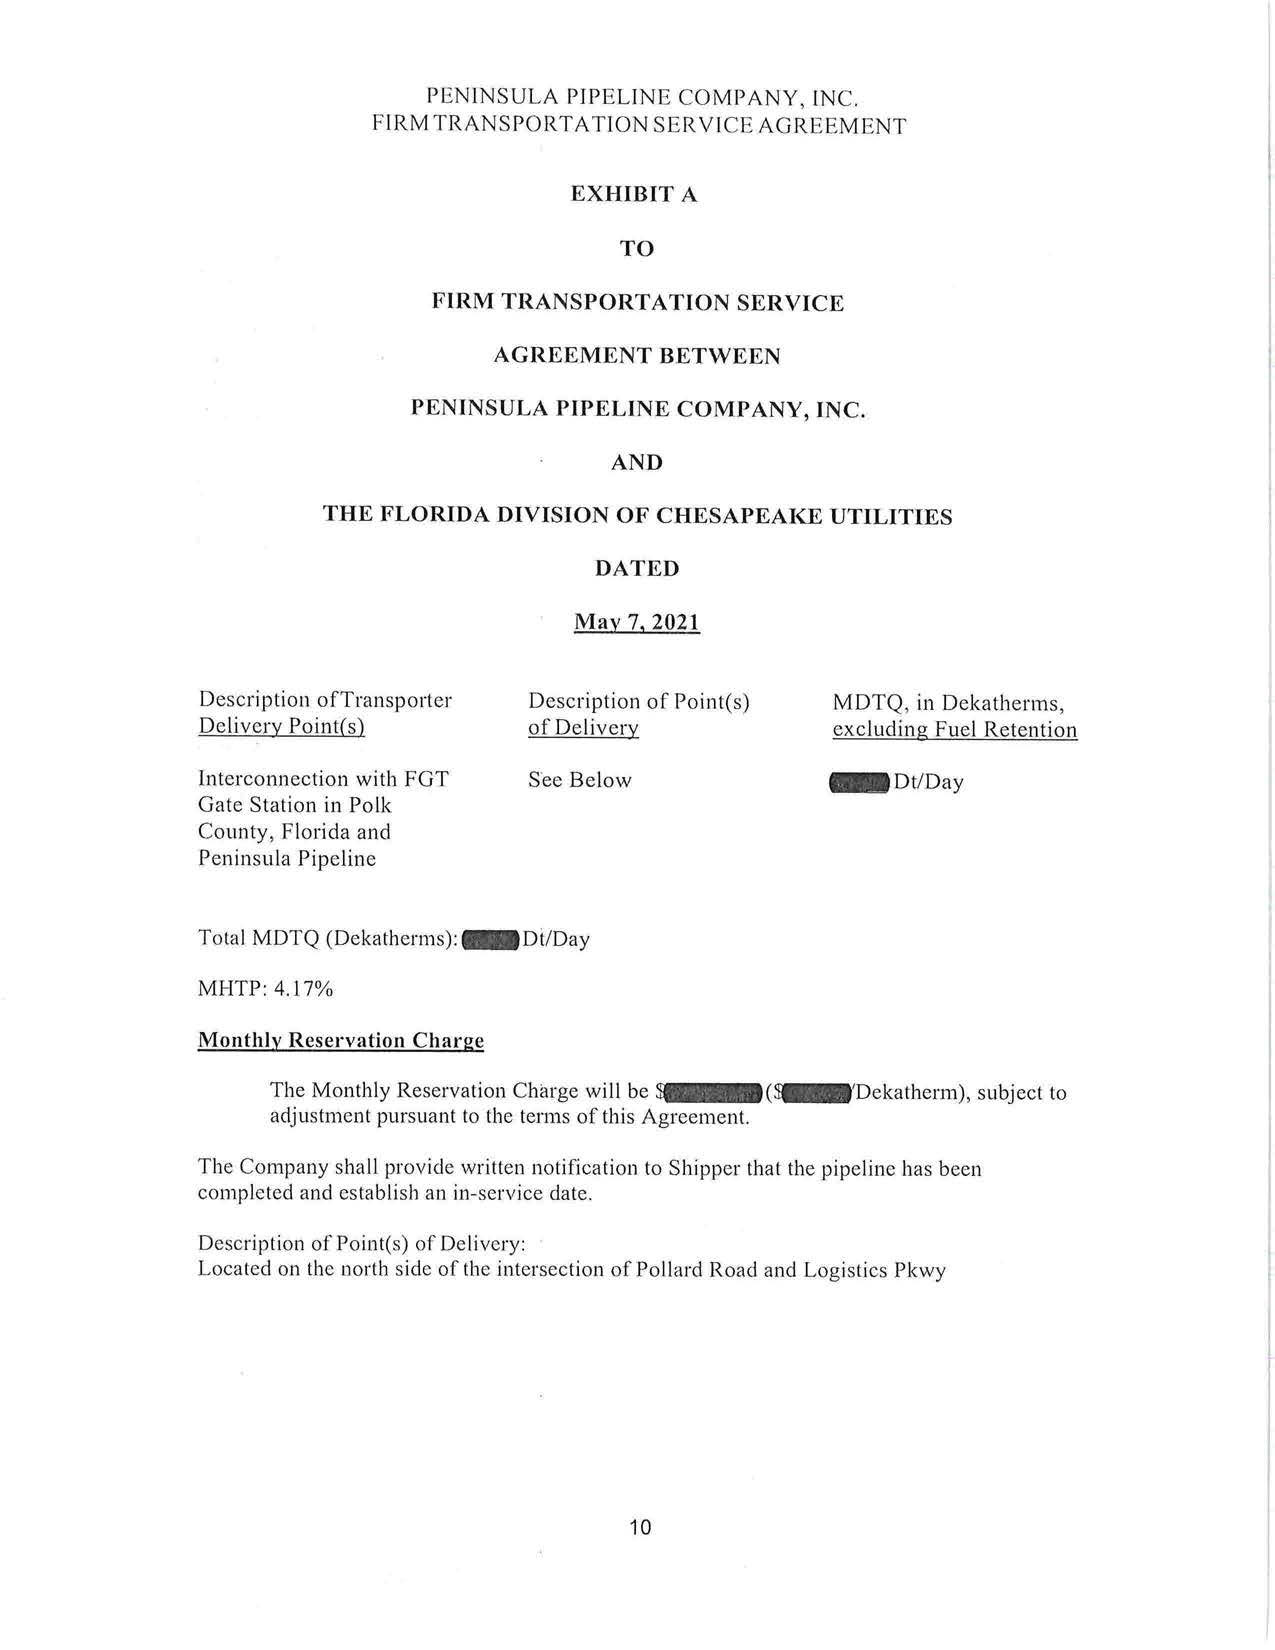 PENINSULA PIPELINE COMPANY, INC.
FIRM TRANSPORTATION SERVICE AGREEMENT
EXHIBIT A
TO
FIRM TRANSPORTATION SERVICE
AGREEMENT BETWEEN
PENINSULA PIPELINE COMPANY, INC.
AND
THE FLORIDA DIVISION OF CHESAPEAKE UTILITIES
DATED
May 7, 2021
Description of Transporter Description of Point(s) MDTQ, in Dekatherms,
Delivery Point(s) of Delivery excluding Fuel Retention
Interconnection with FGT See Below Dt/Day
Gate Station in Polk
County, Florida and
Peninsula Pipeline
Total MDTQ (Dekatherms): Dt/Day
MHTP: 4.17%
Monthly Reservation Charge
The Monthly Reservation Charge will be $ ($ /Dekatherm), subject to
adjustment pursuant to the terms of this Agreement.
The Company shall provide written notification to Shipper that the pipeline has been
completed and establish an in-service date.
Description of Point(s) of Delivery:
Located on the north side of the intersection of Pollard Road and Logistics Pkwy
10